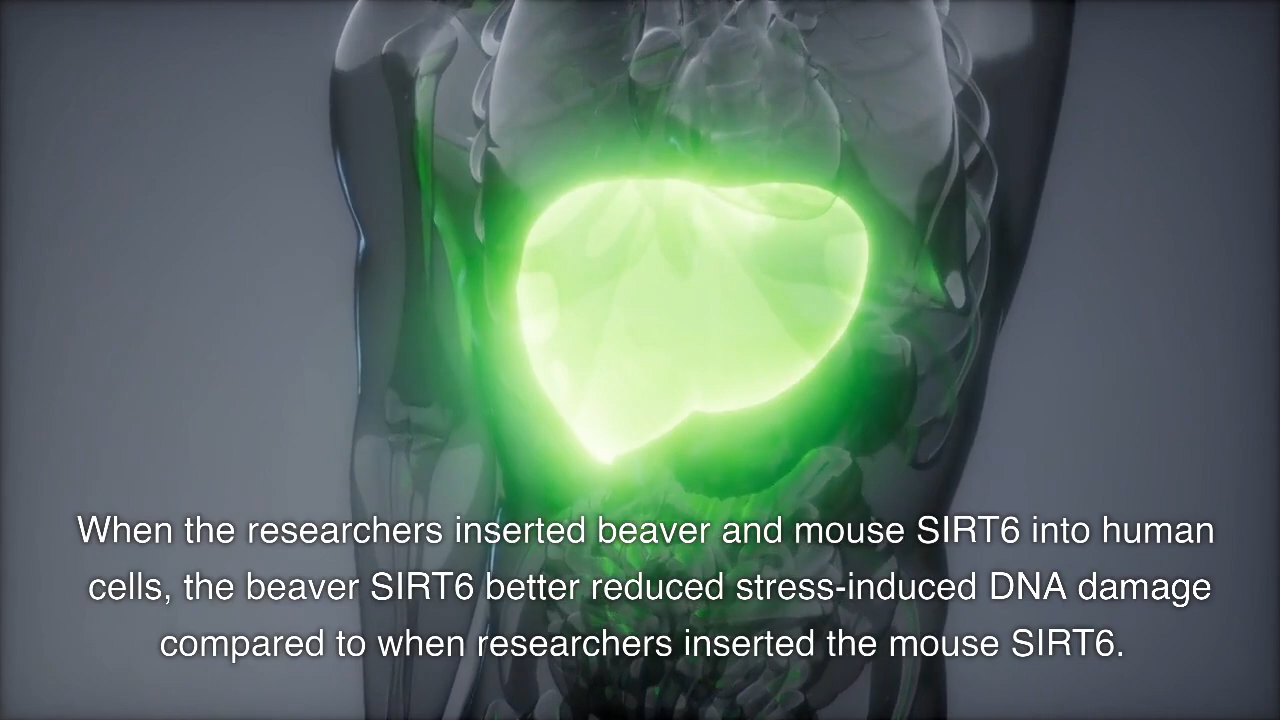 When the researchers inserted beaver and mouse SIRT6 into human
cells, the beaver SIRT6 better reduced stress-induced DNA damage
compared to when researchers inserted the mouse SIRT6.